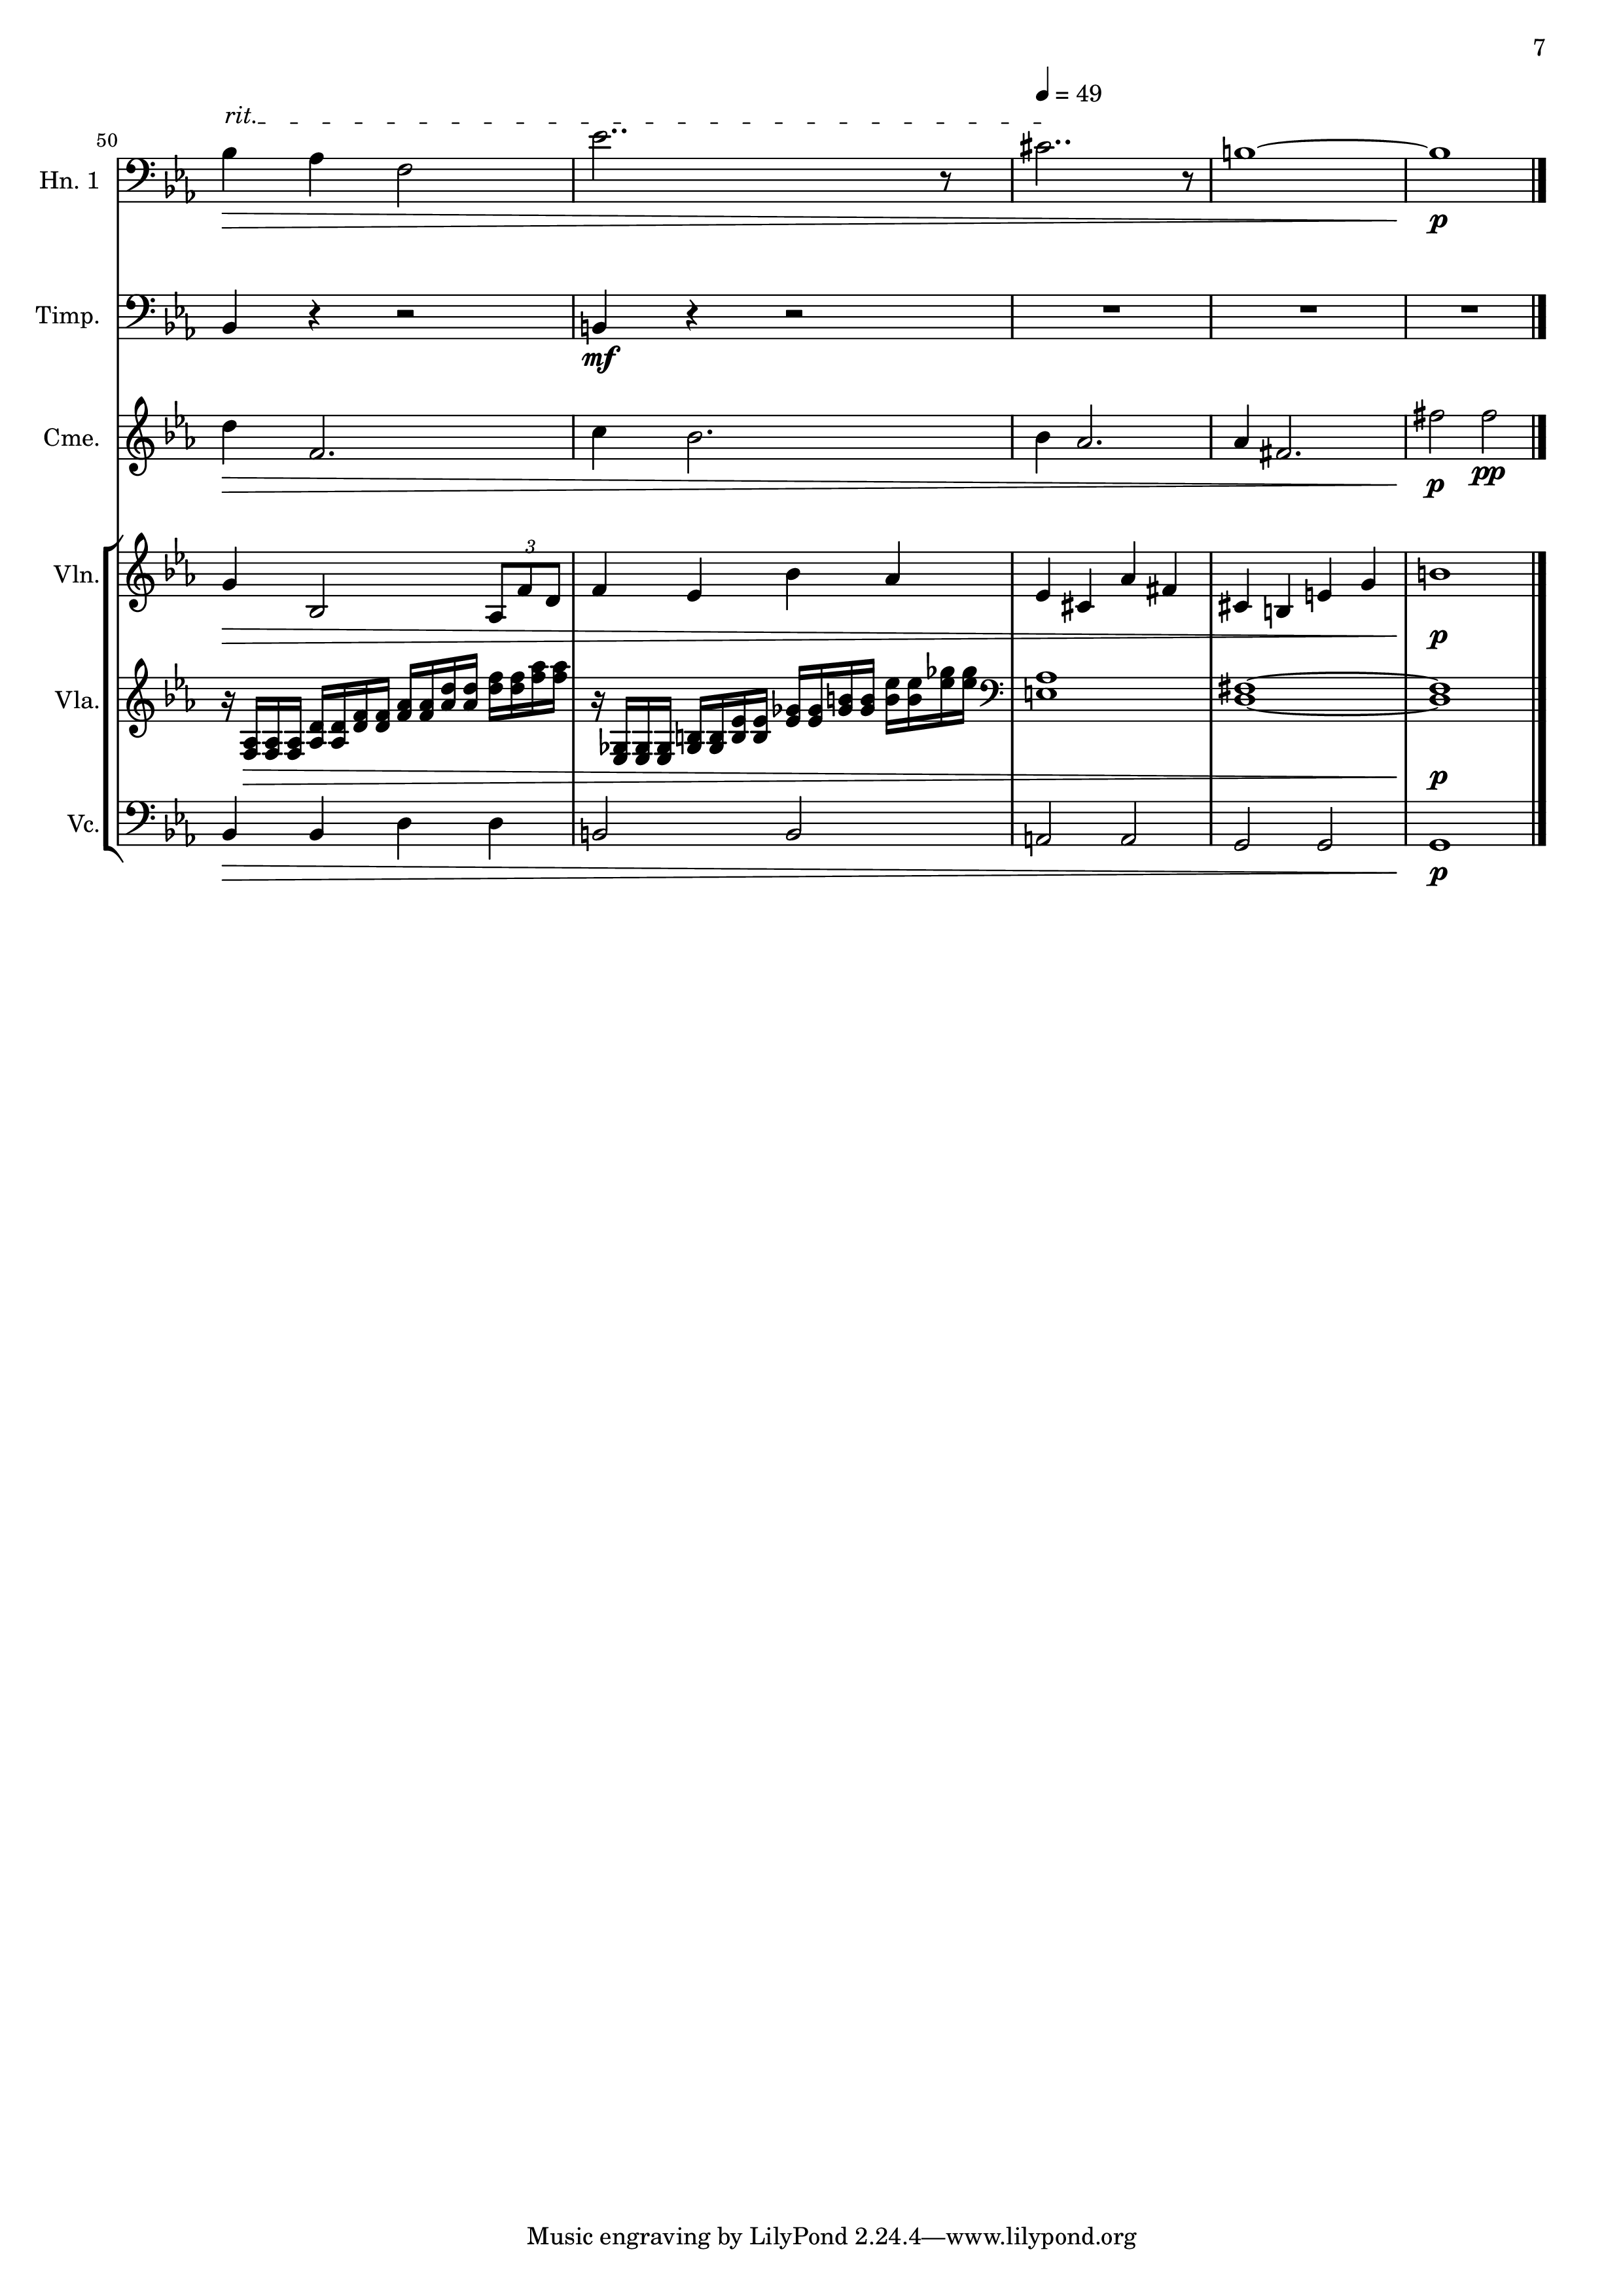 7
♩ = 49
rit.
50
Hn. 1
p
Timp.
mf
Cme.
p pp
3
Vln.
p
Vla.
p
Vc.
p
Music engraving by LilyPond 2.24.4—www.lilypond.org